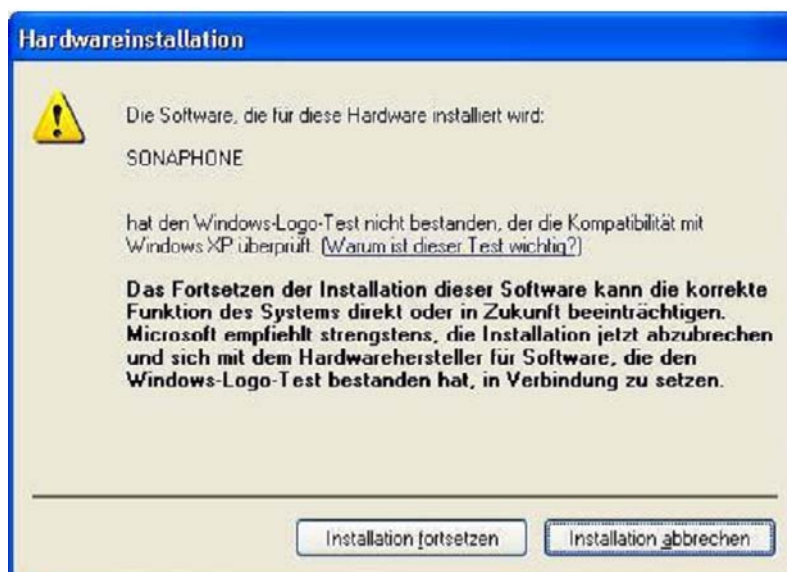 Hardwareinstallation
Die Software, die für diese Hardware installiert wird:
SONAPHONE
hat den Windows-Logo-Test nicht bestanden, der die Kompatibilität mit
Windows XP überprüft. (Warum ist dieser Test wichtig?)
Das Fortsetzen der Installation dieser Software kann die korrekte
Funktion des Systems direkt oder in Zukunft beeinträchtigen.
Microsoft empfiehlt strengstens, die Installation jetzt abzubrechen
und sich mit dem Hardwarehersteller für Software, die den
Windows-Logo-Test bestanden hat, in Verbindung zu setzen.
Installation fortsetzen
Installation abbrechen